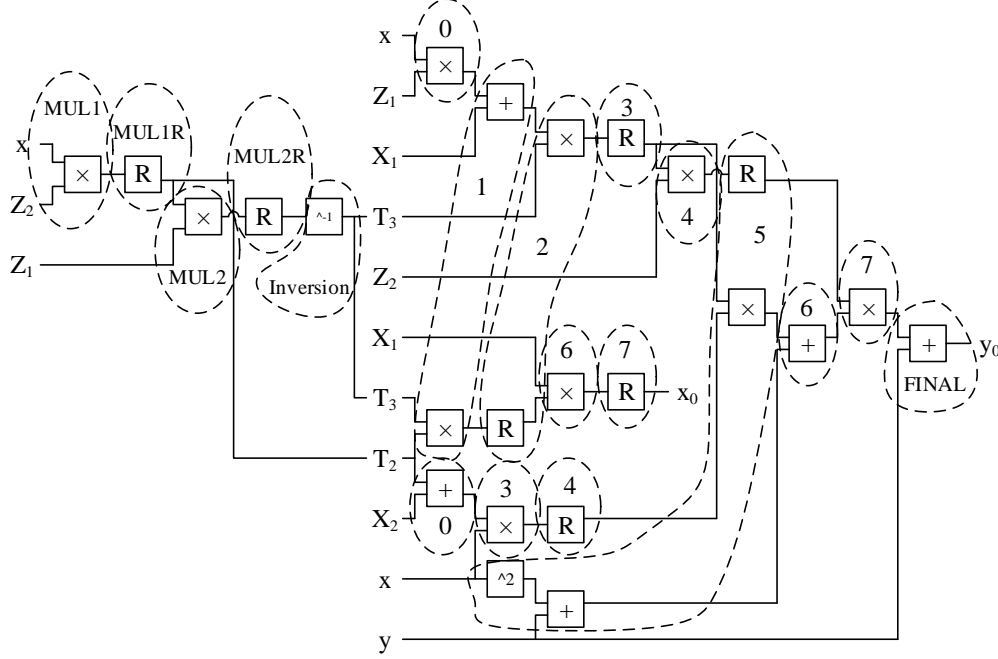 x
0
×
Z₁
+
3
MUL1
MUL1R
MUL2R
x
×
R
×
R
X₁
×
R
1
Z₂
×
R
^-1
T₃
4
2
5
Z₁
MUL2
Inversion
Z₂
7
×
6
×
X₁
6
7
+
+
y₀
FINAL
T₃
×
R
x₀
×
R
T₂
+
3
4
X₂
0
×
R
x
^2
+
y